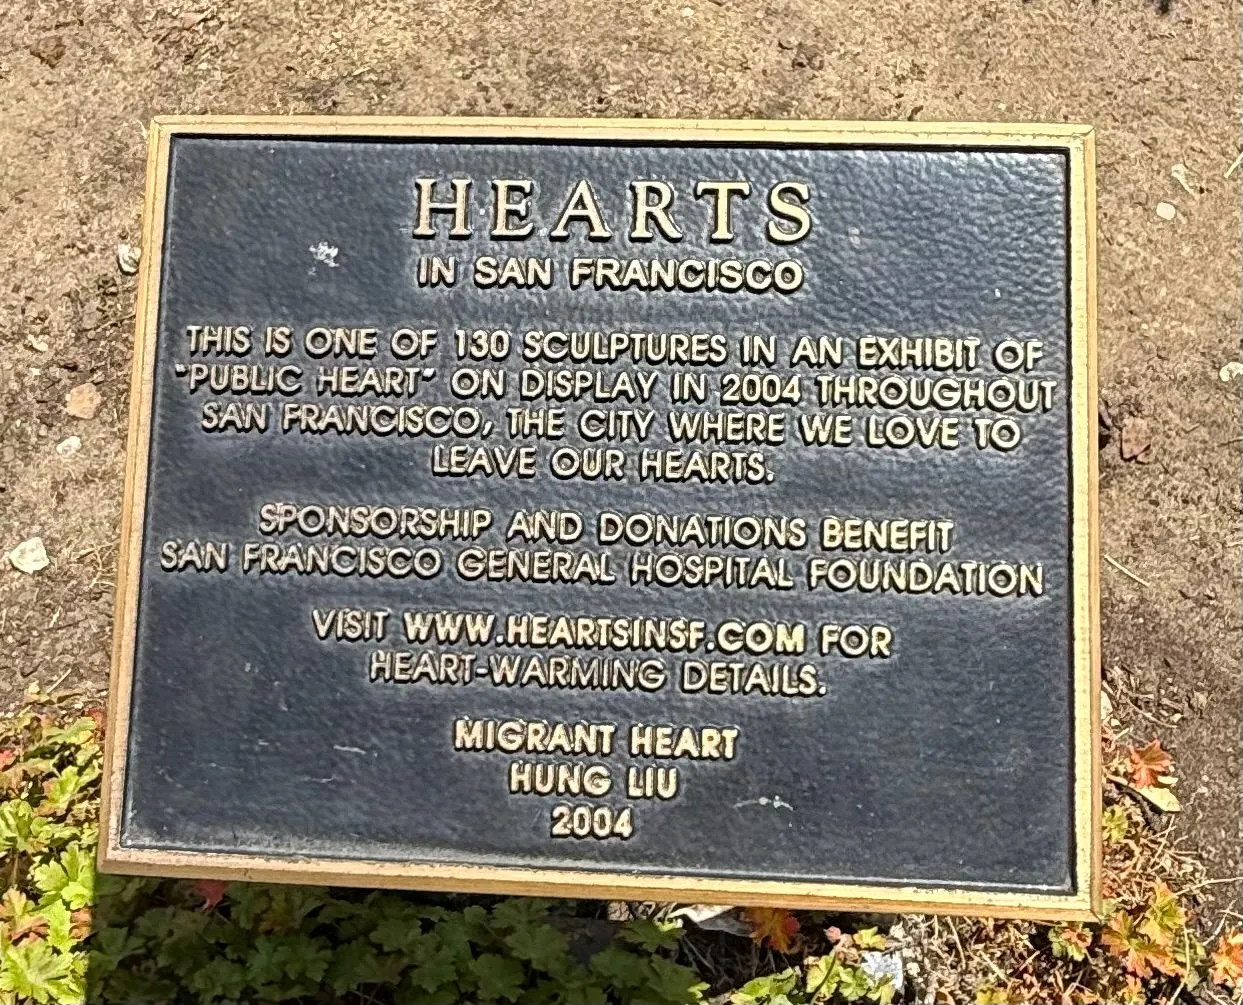 HEARTS
IN SAN FRANCISCO
THIS IS ONE OF 130 SCULPTURES IN AN EXHIBIT OF
"PUBLIC HEART" ON DISPLAY IN 2004 THROUGHOUT
SAN FRANCISCO, THE CITY WHERE WE LOVE TO
LEAVE OUR HEARTS.
SPONSORSHIP AND DONATIONS BENEFIT
SAN FRANCISCO GENERAL HOSPITAL FOUNDATION
VISIT WWW.HEARTSINSF.COM FOR
HEART-WARMING DETAILS.
MIGRANT HEART
HUNG LIU
2004